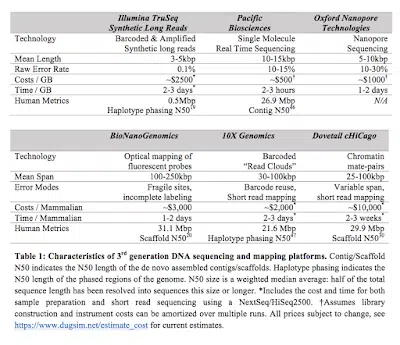 Illumina TruSeq Pacific Oxford Nanopore
Synthetic Long Reads Biosciences Technologies
Technology Barcoded & Amplified Single Molecule Nanopore
Synthetic long reads Real Time Sequencing Sequencing
Mean Length 3-5kbp 10-15kbp 5-10kbp
Raw Error Rate 0.1% 10-15% 10-30%
Costs / GB ~$2500* ~$500† ~$1000†
Time / GB 2-3 days* 2-3 hours 1-2 days
Human Metrics 0.5Mbp 26.9 Mbp N/A
Haplotype phasing N50 Contig N50
BioNanoGenomics 10X Genomics Dovetail cHiCago
Technology Optical mapping of Barcoded Chromatin
fluorescent probes "Read Clouds" mate-pairs
Mean Span 100-250kbp 30-100kbp 25-100kbp
Error Modes Fragile sites, Barcode reuse, Variable span,
incomplete labeling Short read mapping short read mapping
Costs / Mammalian ~$3,000 ~$2,000* ~$10,000*
Time / Mammalian 1-2 days 2-3 days* 2-3 weeks*
Human Metrics 31.1 Mbp 21.6 Mbp 29.9 Mbp
Scaffold N50 Haplotype phasing N50 Scaffold N50
Table 1: Characteristics of 3rd generation DNA sequencing and mapping platforms. Contig/Scaffold
N50 indicates the N50 length of the de novo assembled contigs/scaffolds. Haplotype phasing indicates the
N50 length of the phased regions of the genome. N50 size is a weighted median average: half of the total
sequence length has been resolved into sequences this size or longer. *Includes the cost and time for both
sample preparation and short read sequencing using a NextSeq/HiSeq2500. †Assumes library
construction and instrument costs can be amortized over multiple runs. All prices subject to change, see
https://www.dugsim.net/estimate_cost for current estimates.